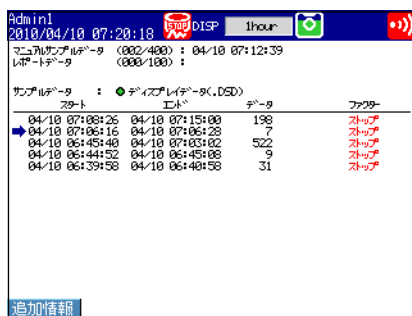 Admin1
2010/04/10 07:20:18 STOP DISP 1hour
マニュアルサンプルデータ (002/400) : 04/10 07:12:39
レポートデータ (000/100) :
サンプルデータ : ディスプレイデータ(.DSD)
スタート エンド データ ファクター
04/10 07:08:26 04/10 07:15:00 198 ストップ
04/10 07:06:16 04/10 07:06:28 7 ストップ
04/10 06:45:40 04/10 07:03:02 522 ストップ
04/10 06:44:52 04/10 06:45:08 9 ストップ
04/10 06:39:58 04/10 06:40:58 31 ストップ
追加情報